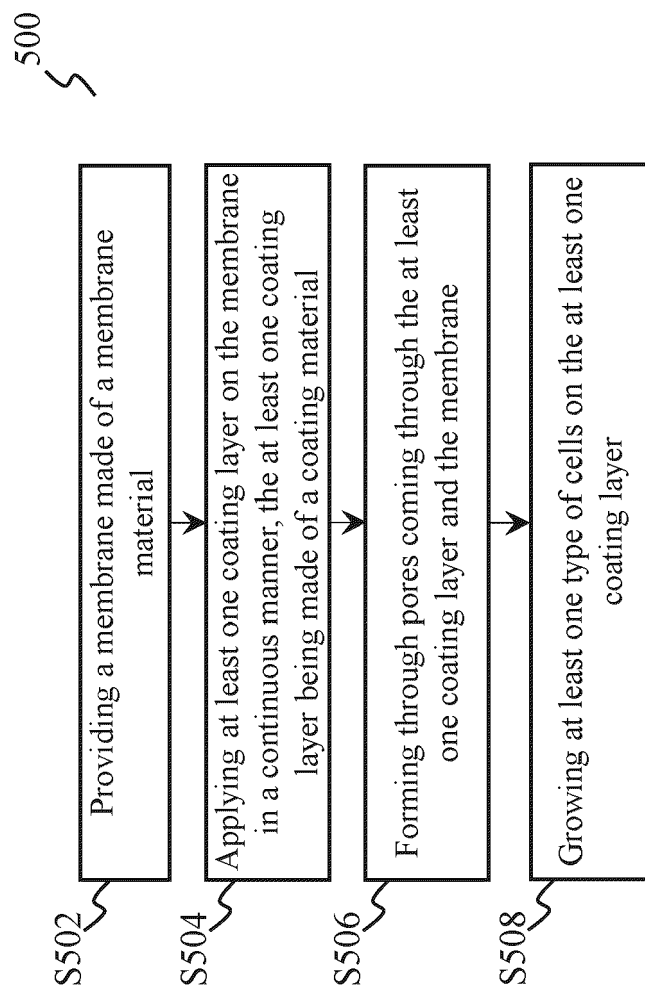 500
S502
Providing a membrane made of a membrane
material
S504
Applying at least one coating layer on the membrane
in a continuous manner, the at least one coating
layer being made of a coating material
S506
Forming through pores coming through the at least
one coating layer and the membrane
S508
Growing at least one type of cells on the at least one
coating layer